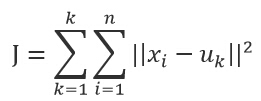 J = \sum_{k=1}^{k} \sum_{i=1}^{n} ||x_i - u_k||^2